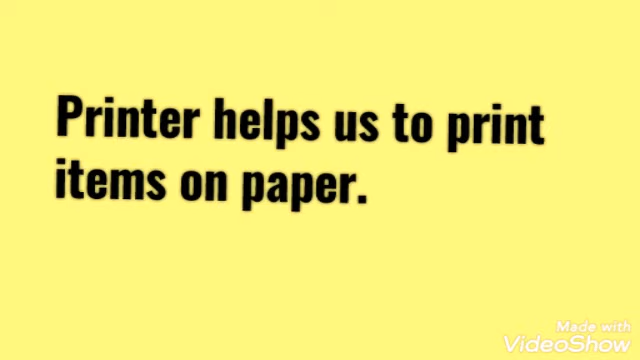 Printer helps us to print
items on paper.
Made with
VideoShow